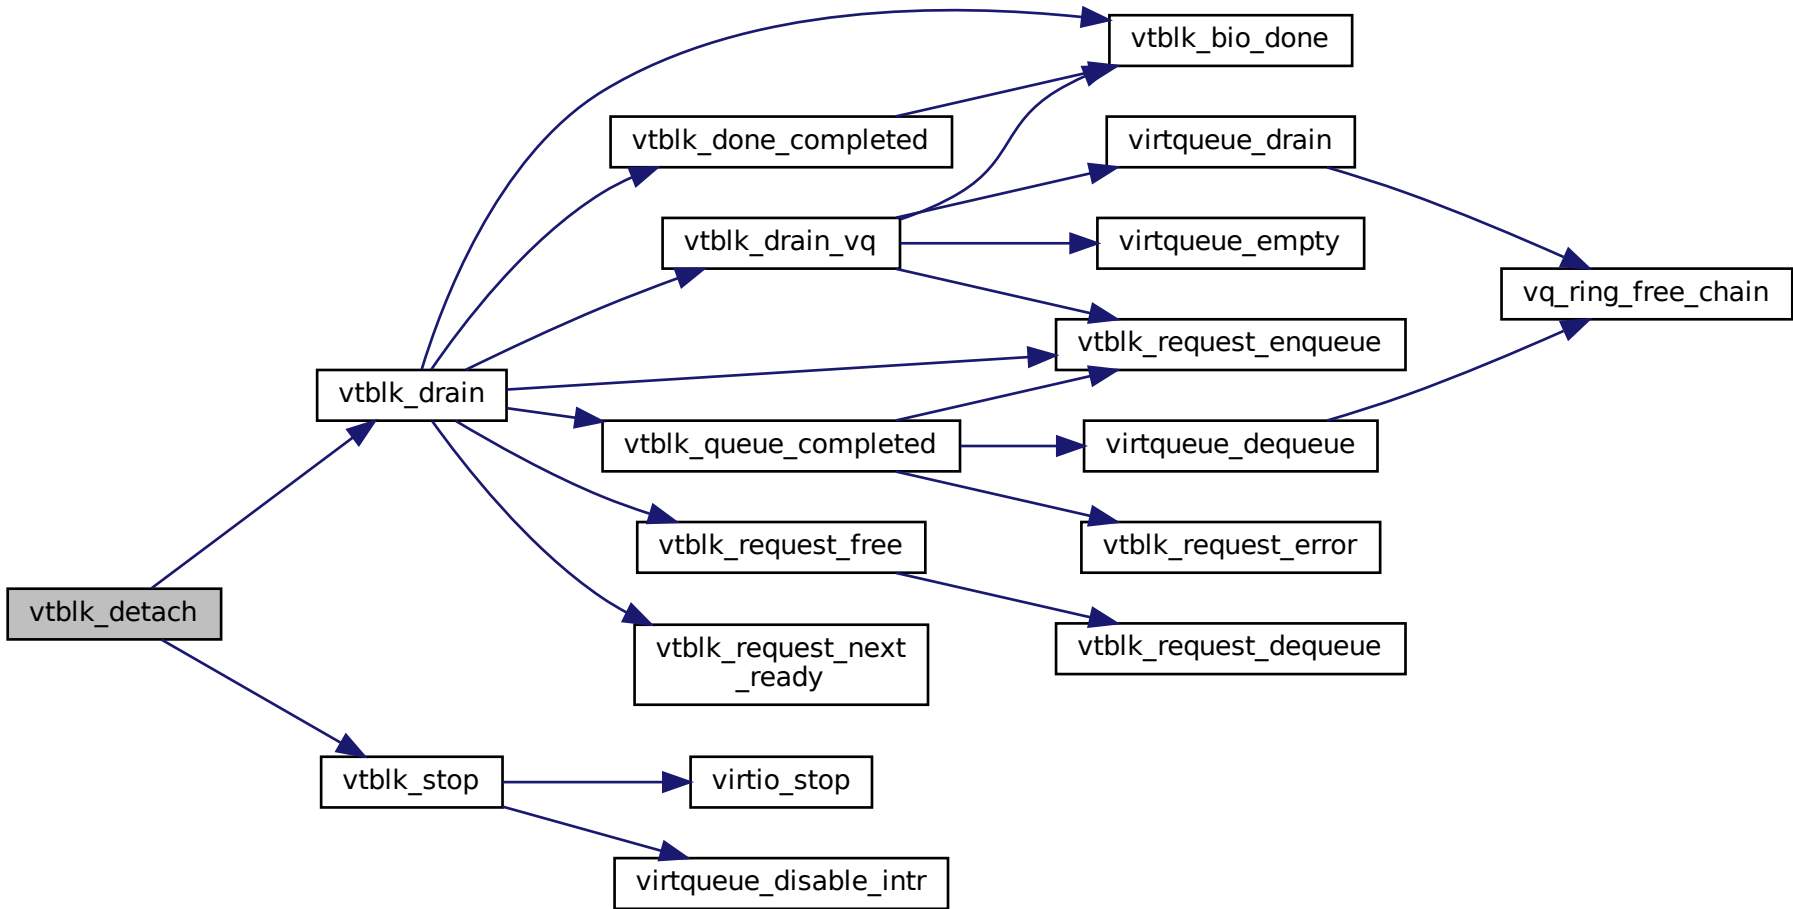 vtblk_bio_done
vtblk_done_completed
virtqueue_drain
vtblk_drain_vq
virtqueue_empty
vq_ring_free_chain
vtblk_request_enqueue
vtblk_drain
vtblk_queue_completed
virtqueue_dequeue
vtblk_request_free
vtblk_request_error
vtblk_detach
vtblk_request_next
_ready
vtblk_request_dequeue
vtblk_stop
virtio_stop
virtqueue_disable_intr